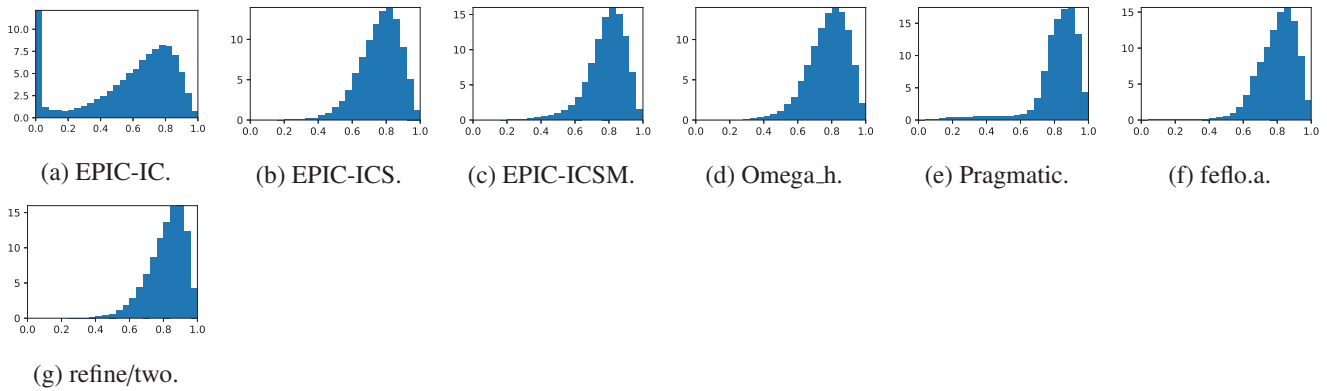 12.5
10.0
7.5
5.0
2.5
0.0
0.0 0.2 0.4 0.6 0.8 1.0
(a) EPIC-IC.
10
5
0
0.0 0.2 0.4 0.6 0.8 1.0
(b) EPIC-ICS.
15
10
5
0
0.0 0.2 0.4 0.6 0.8 1.0
(c) EPIC-ICSM.
10
5
0
0.0 0.2 0.4 0.6 0.8 1.0
(d) Omega_h.
15
10
5
0
0.0 0.2 0.4 0.6 0.8 1.0
(e) Pragmatic.
15
10
5
0
0.0 0.2 0.4 0.6 0.8 1.0
(f) feflo.a.
15
10
5
0
0.0 0.2 0.4 0.6 0.8 1.0
(g) refine/two.